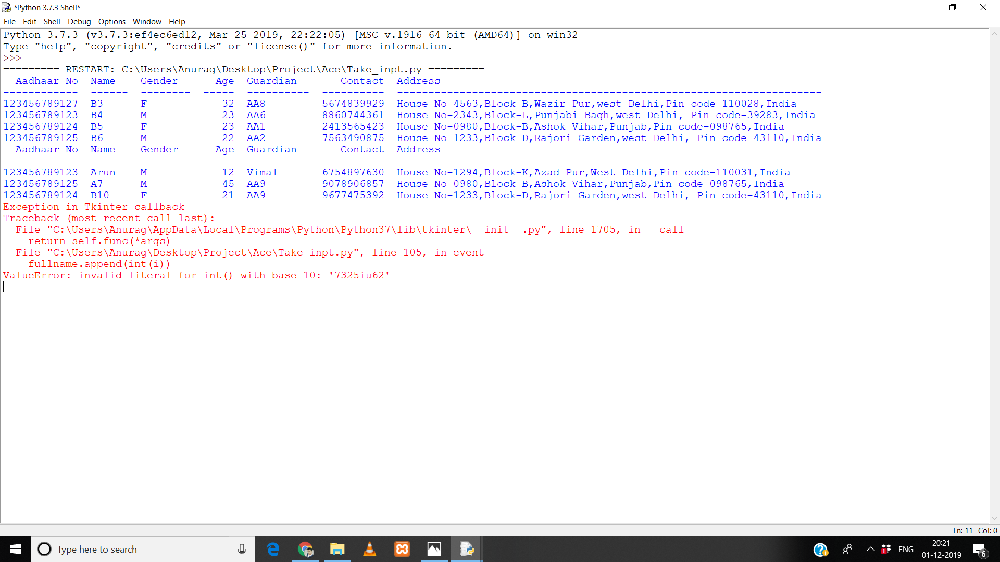 *Python 3.7.3 Shell*
File Edit Shell Debug Options Window Help
Python 3.7.3 (v3.7.3:ef4ec6ed12, Mar 25 2019, 22:22:05) [MSC v.1916 64 bit (AMD64)] on win32
Type "help", "copyright", "credits" or "license()" for more information.
>>>
========= RESTART: C:\Users\Anurag\Desktop\Project\Ace\Take_inpt.py =========
  Aadhaar No  Name    Gender      Age  Guardian       Contact  Address
------------  ------  --------  -----  ----------  ----------  --------------------------------------------------------------------
123456789127  B3      F            32  AA8         5674839929  House No-4563,Block-B,Wazir Pur,west Delhi,Pin code-110028,India
123456789123  B4      M            23  AA6         8860744361  House No-2343,Block-L,Punjabi Bagh,west Delhi, Pin code-39283,India
123456789124  B5      F            23  AA1         2413565423  House No-0980,Block-B,Ashok Vihar,Punjab,Pin code-098765,India
123456789125  B6      M            22  AA2         7563490875  House No-1233,Block-D,Rajori Garden,west Delhi, Pin code-43110,India
  Aadhaar No  Name    Gender      Age  Guardian       Contact  Address
------------  ------  --------  -----  ----------  ----------  --------------------------------------------------------------------
123456789123  Arun    M            12  Vimal       6754897630  House No-1294,Block-K,Azad Pur,West Delhi,Pin code-110031,India
123456789125  A7      M            45  AA9         9078906857  House No-0980,Block-B,Ashok Vihar,Punjab,Pin code-098765,India
123456789124  B10     F            21  AA9         9677475392  House No-1233,Block-D,Rajori Garden,west Delhi, Pin code-43110,India
Exception in Tkinter callback
Traceback (most recent call last):
  File "C:\Users\Anurag\AppData\Local\Programs\Python\Python37\lib\tkinter\__init__.py", line 1705, in __call__
    return self.func(*args)
  File "C:\Users\Anurag\Desktop\Project\Ace\Take_inpt.py", line 105, in event
    fullname.append(int(i))
ValueError: invalid literal for int() with base 10: '7325iu62'
Ln: 11 Col: 0
Type here to search
1
ENG
20:21
01-12-2019
6